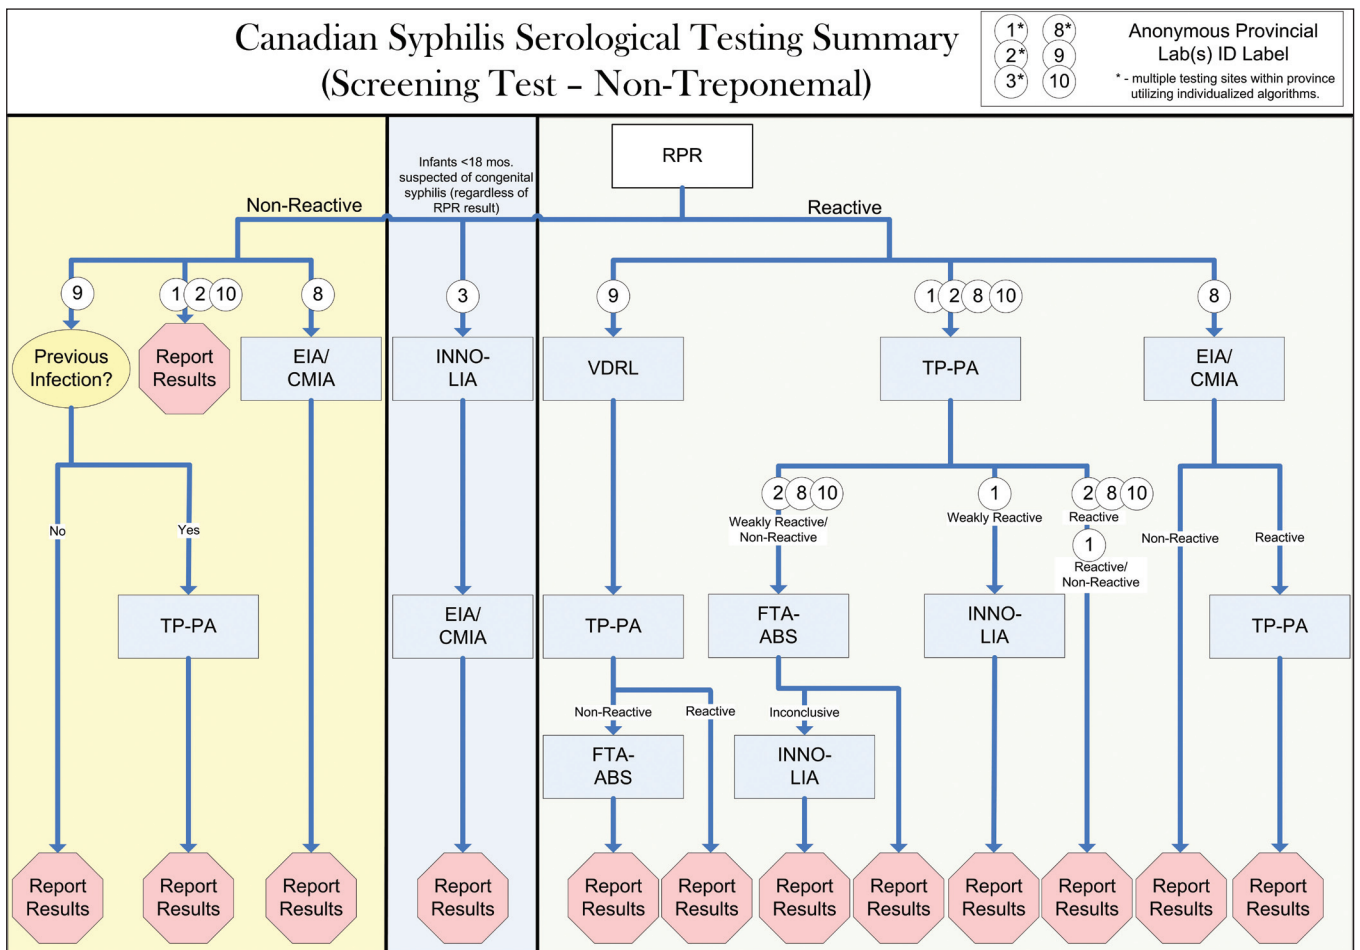 Canadian Syphilis Serological Testing Summary
(Screening Test – Non-Treponemal)
1*
8*
2*
9
3*
10
Anonymous Provincial
Lab(s) ID Label
* - multiple testing sites within province
utilizing individualized algorithms.
RPR
Infants <18 mos.
suspected of congenital
syphilis (regardless of
RPR result)
Non-Reactive
Reactive
9
1
2
10
8
3
9
1
2
8
10
8
Previous
Infection?
Report
Results
EIA/
CMIA
INNO-
LIA
VDRL
TP-PA
EIA/
CMIA
2
8
10
Weakly Reactive/
Non-Reactive
1
Weakly Reactive
2
8
10
Reactive
1
Reactive/
Non-Reactive
No
Yes
Non-Reactive
Reactive
TP-PA
EIA/
CMIA
TP-PA
FTA-
ABS
INNO-
LIA
TP-PA
Non-Reactive
Reactive
Inconclusive
FTA-
ABS
INNO-
LIA
Report
Results
Report
Results
Report
Results
Report
Results
Report
Results
Report
Results
Report
Results
Report
Results
Report
Results
Report
Results
Report
Results
Report
Results